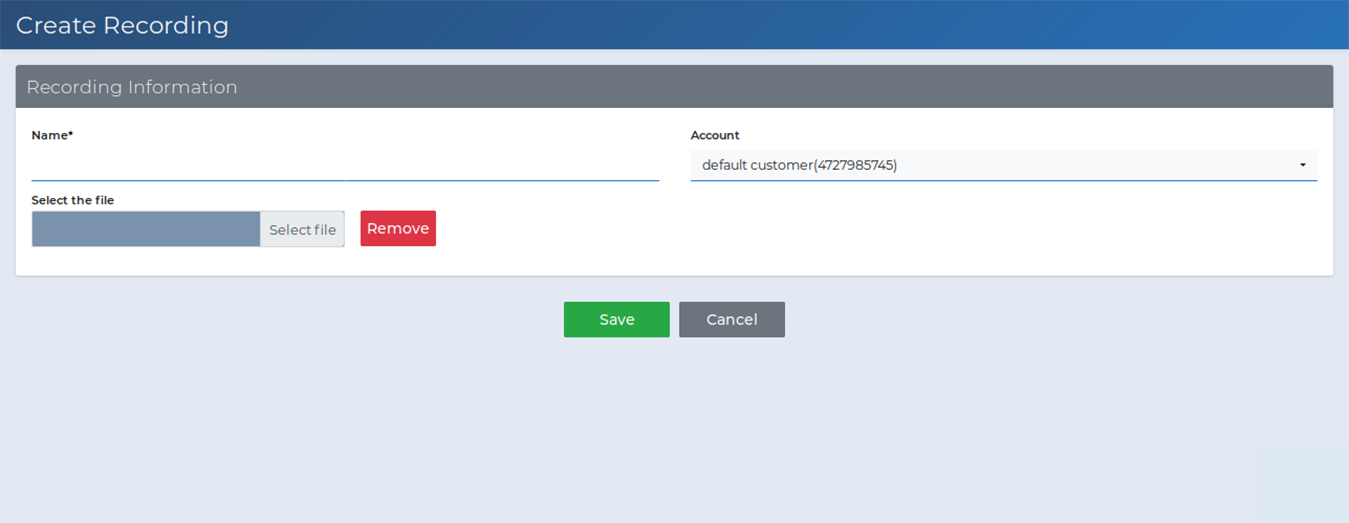 Create Recording
Recording Information
Name*
Account
default customer(4727985745)
Select the file
Select file
Remove
Save
Cancel